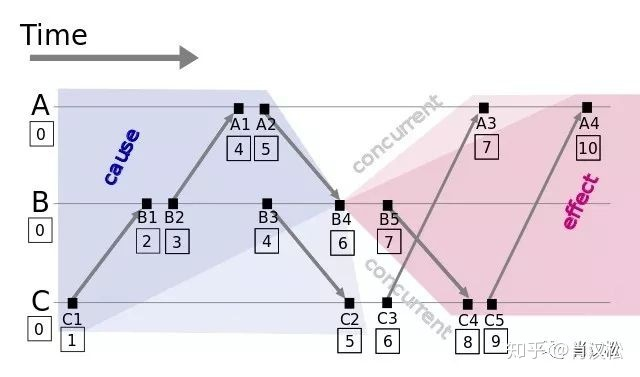 Time
A
0
A1
4
A2
5
A3
7
A4
10
cause
concurrent
effect
B
0
B1
2
B2
3
B3
4
B4
6
B5
7
concurrent
C
0
C1
1
C2
5
C3
6
C4
8
C5
9
知乎 @肖汉松